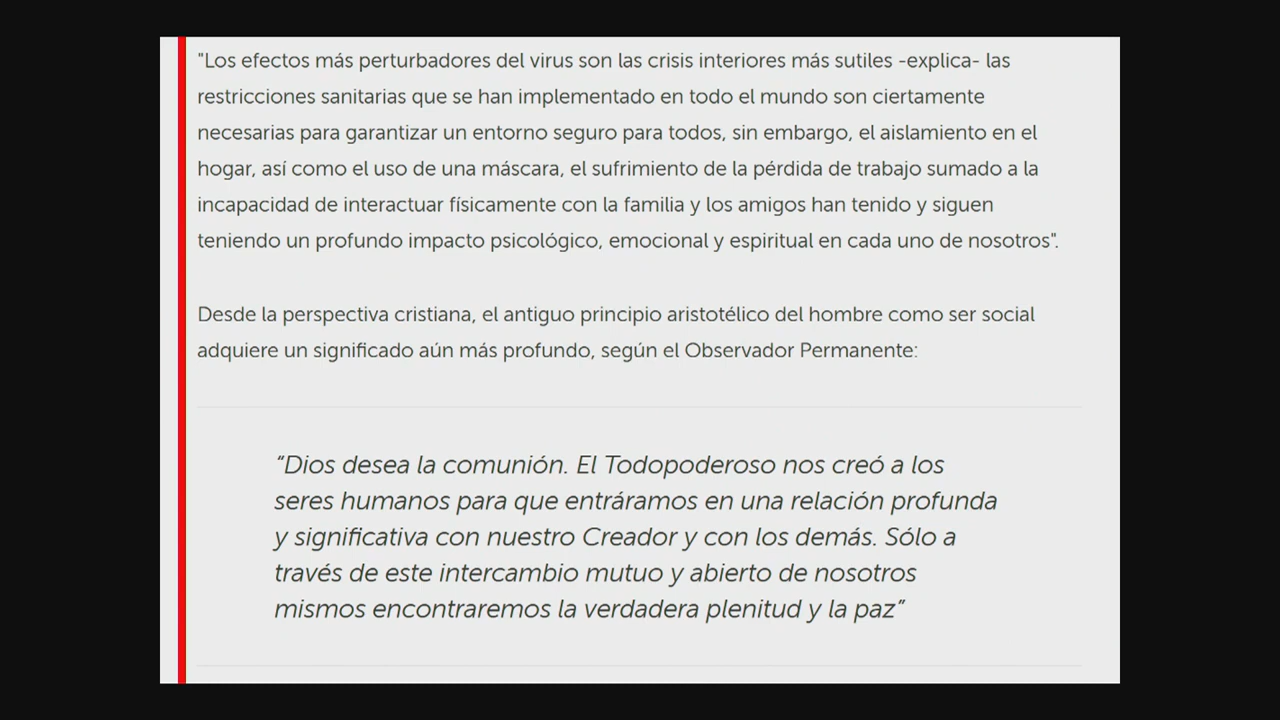 "Los efectos más perturbadores del virus son las crisis interiores más sutiles -explica- las
restricciones sanitarias que se han implementado en todo el mundo son ciertamente
necesarias para garantizar un entorno seguro para todos, sin embargo, el aislamiento en el
hogar, así como el uso de una máscara, el sufrimiento de la pérdida de trabajo sumado a la
incapacidad de interactuar físicamente con la familia y los amigos han tenido y siguen
teniendo un profundo impacto psicológico, emocional y espiritual en cada uno de nosotros".
Desde la perspectiva cristiana, el antiguo principio aristotélico del hombre como ser social
adquiere un significado aún más profundo, según el Observador Permanente:
“Dios desea la comunión. El Todopoderoso nos creó a los
seres humanos para que entráramos en una relación profunda
y significativa con nuestro Creador y con los demás. Sólo a
través de este intercambio mutuo y abierto de nosotros
mismos encontraremos la verdadera plenitud y la paz”